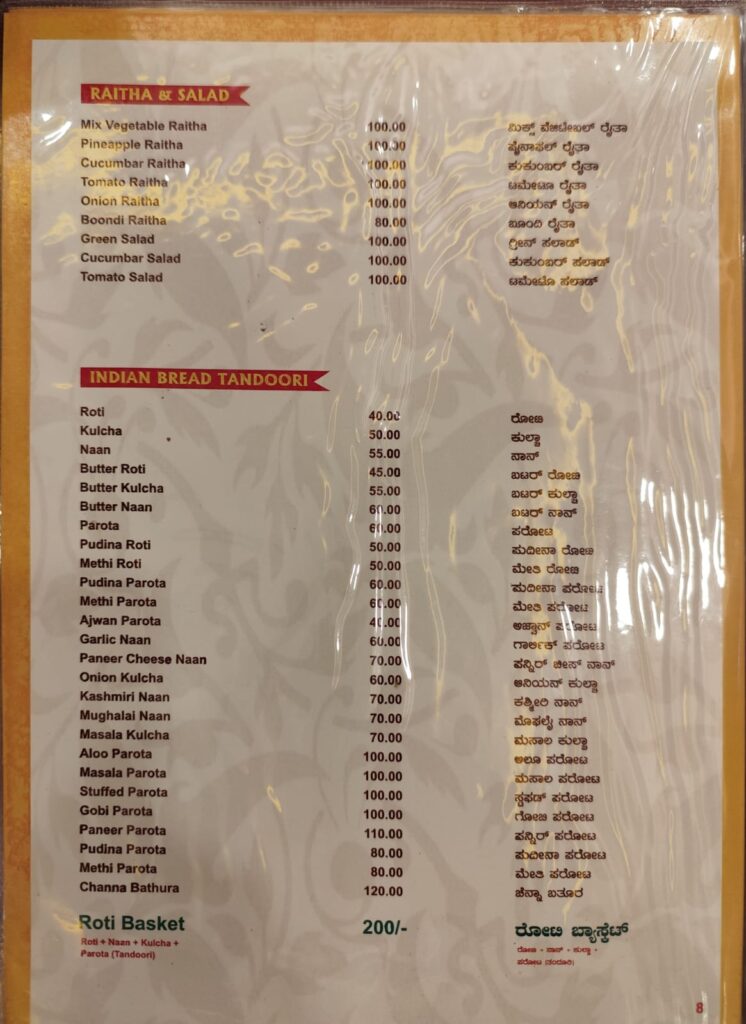 RAITHA & SALAD
Mix Vegetable Raitha 100.00 ಮಿಕ್ಸ್ ವೆಜಿಟೇಬಲ್ ರೈತಾ
Pineapple Raitha 100.00 ಪೈನಾಪಲ್ ರೈತಾ
Cucumbar Raitha 100.00 ಕುಕುಂಬರ್ ರೈತಾ
Tomato Raitha 100.00 ಟಮೇಟೂ ರೈತಾ
Onion Raitha 100.00 ಆನಿಯನ್ ರೈತಾ
Boondi Raitha 80.00 ಬೂಂದಿ ರೈತಾ
Green Salad 100.00 ಗ್ರೀನ್ ಸಲಾಡ್
Cucumbar Salad 100.00 ಕುಕುಂಬರ್ ಸಲಾಡ್
Tomato Salad 100.00 ಟಮೇಟೊ ಸಲಾಡ್
INDIAN BREAD TANDOORI
Roti 40.00 ರೋಟಿ
Kulcha 50.00 ಕುಲ್ಚಾ
Naan 55.00 ನಾನ್
Butter Roti 45.00 ಬಟರ್ ರೋಟಿ
Butter Kulcha 55.00 ಬಟರ್ ಕುಲ್ಚಾ
Butter Naan 60.00 ಬಟರ್ ನಾನ್
Parota 60.00 ಪರೋಟ
Pudina Roti 50.00 ಪುದೀನಾ ರೋಟಿ
Methi Roti 50.00 ಮೇತಿ ರೋಟಿ
Pudina Parota 60.00 ಪುದೀನಾ ಪರೋಟ
Methi Parota 60.00 ಮೇತಿ ಪರೋಟ
Ajwan Parota 40.00 ಅಜ್ವಾನ್ ಪರೋಟ
Garlic Naan 60.00 ಗಾರ್ಲಿಕ್ ಪರೋಟ
Paneer Cheese Naan 70.00 ಪನ್ನಿರ್ ಚೀಸ್ ನಾನ್
Onion Kulcha 60.00 ಆನಿಯನ್ ಕುಲ್ಚಾ
Kashmiri Naan 70.00 ಕಶ್ಮೀರಿ ನಾನ್
Mughalai Naan 70.00 ಮೊಘಲೈ ನಾನ್
Masala Kulcha 70.00 ಮಸಾಲ ಕುಲ್ಚಾ
Aloo Parota 100.00 ಅಲೂ ಪರೋಟ
Masala Parota 100.00 ಮಸಾಲ ಪರೋಟ
Stuffed Parota 100.00 ಸ್ಟಫಡ್ ಪರೋಟ
Gobi Parota 100.00 ಗೋಬಿ ಪರೋಟ
Paneer Parota 110.00 ಪನ್ನಿರ್ ಪರೋಟ
Pudina Parota 80.00 ಪುದೀನಾ ಪರೋಟ
Methi Parota 80.00 ಮೇತಿ ಪರೋಟ
Channa Bathura 120.00 ಚೆನ್ನಾ ಬತೂರ
Roti Basket 200/- ರೋಟಿ ಬ್ಯಾಸ್ಕೆಟ್
Roti + Naan + Kulcha + ರೋಟಿ + ನಾನ್ + ಕುಲ್ಚಾ +
Parota (Tandoori) ಪರೋಟ (ತಂದೂರಿ)
8